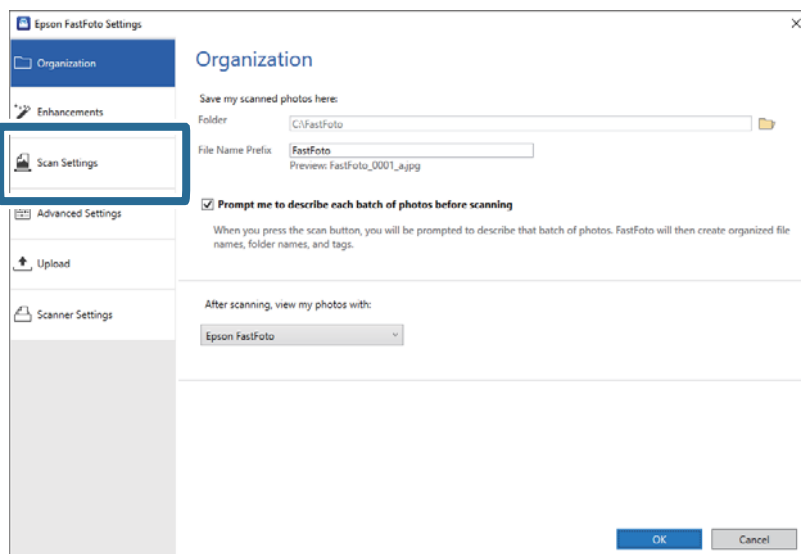 Epson FastFoto Settings
Organization
Enhancements
Scan Settings
Advanced Settings
Upload
Scanner Settings
Organization
Save my scanned photos here:
Folder
C:\FastFoto
File Name Prefix
FastFoto
Preview: FastFoto_0001_a.jpg
Prompt me to describe each batch of photos before scanning
When you press the scan button, you will be prompted to describe that batch of photos. FastFoto will then create organized file
names, folder names, and tags.
After scanning, view my photos with:
Epson FastFoto
OK
Cancel